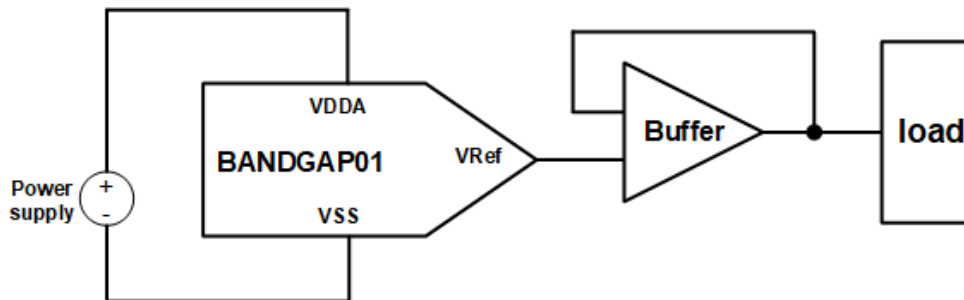 VDDA
Buffer
load
BANDGAP01
VRef
Power
supply
+
-
VSS